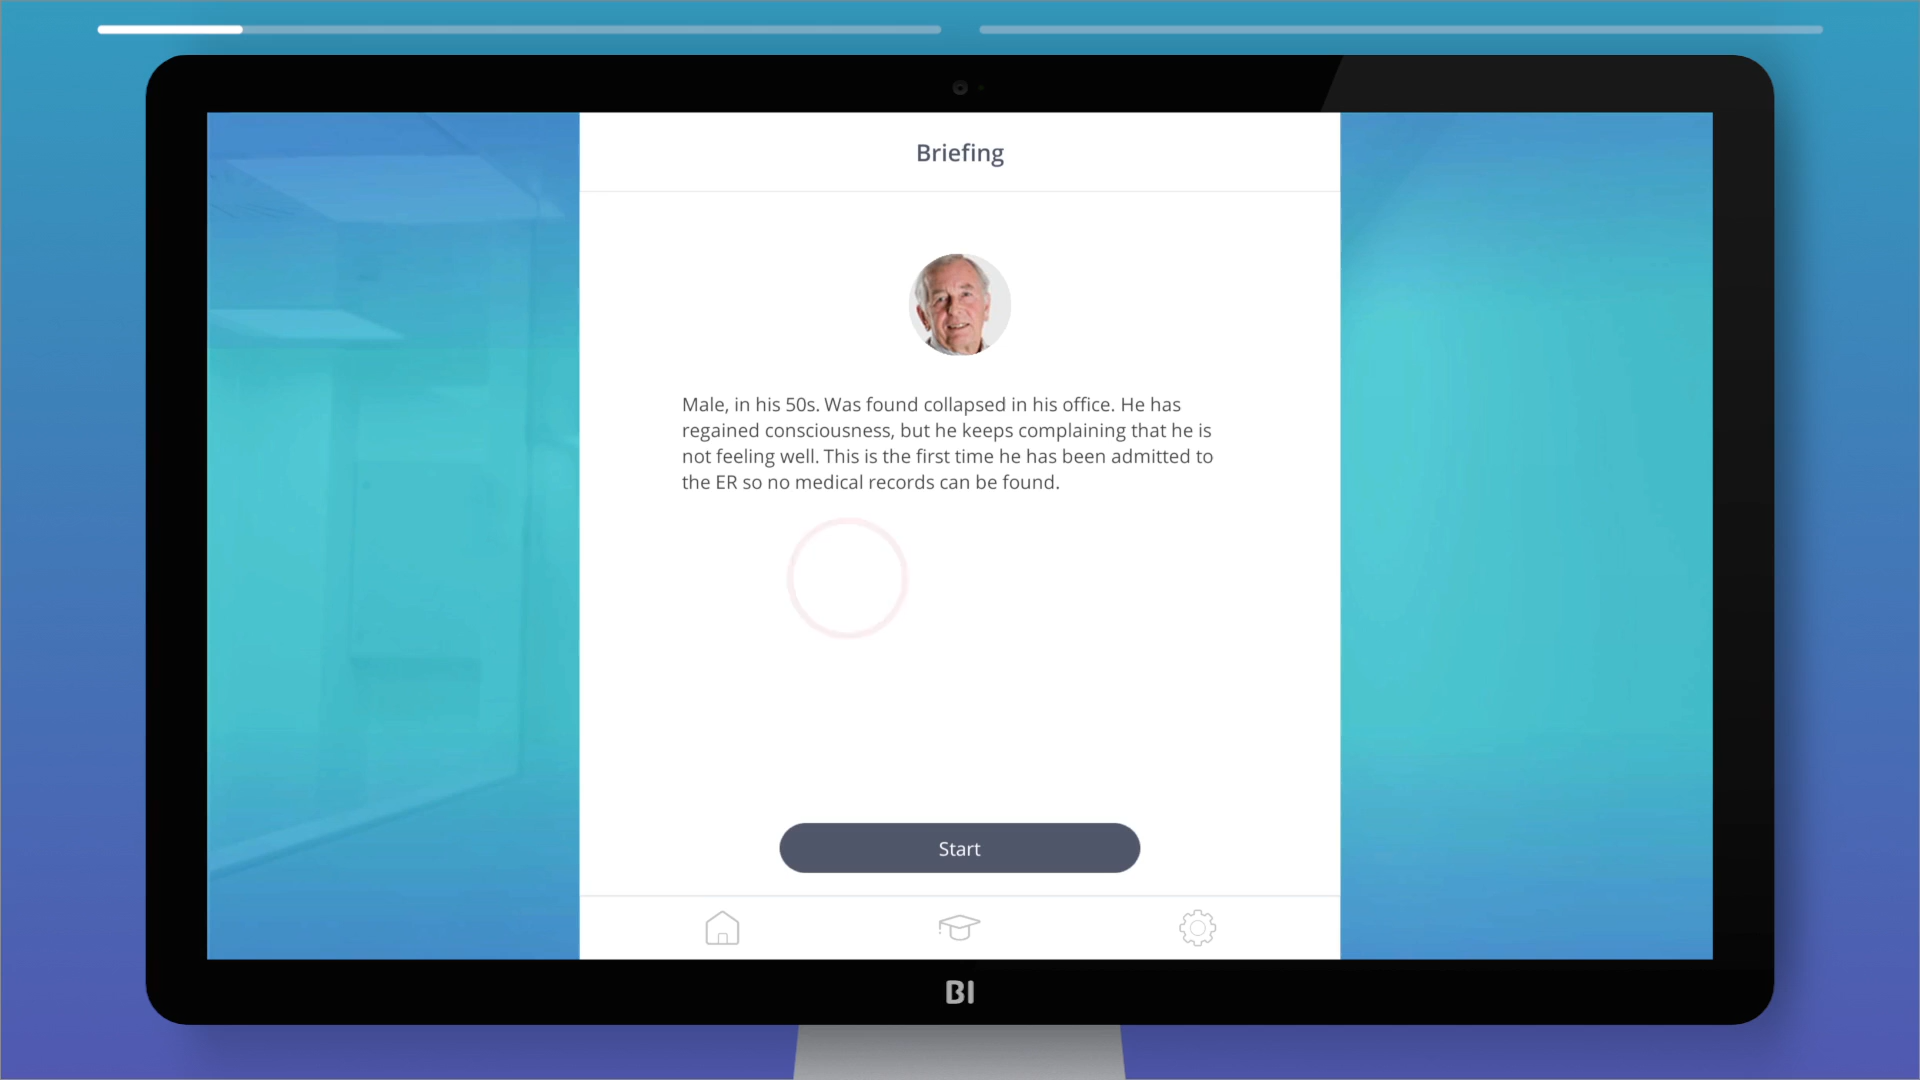 Briefing
Male, in his 50s. Was found collapsed in his office. He has
regained consciousness, but he keeps complaining that he is
not feeling well. This is the first time he has been admitted to
the ER so no medical records can be found.
Start
BI